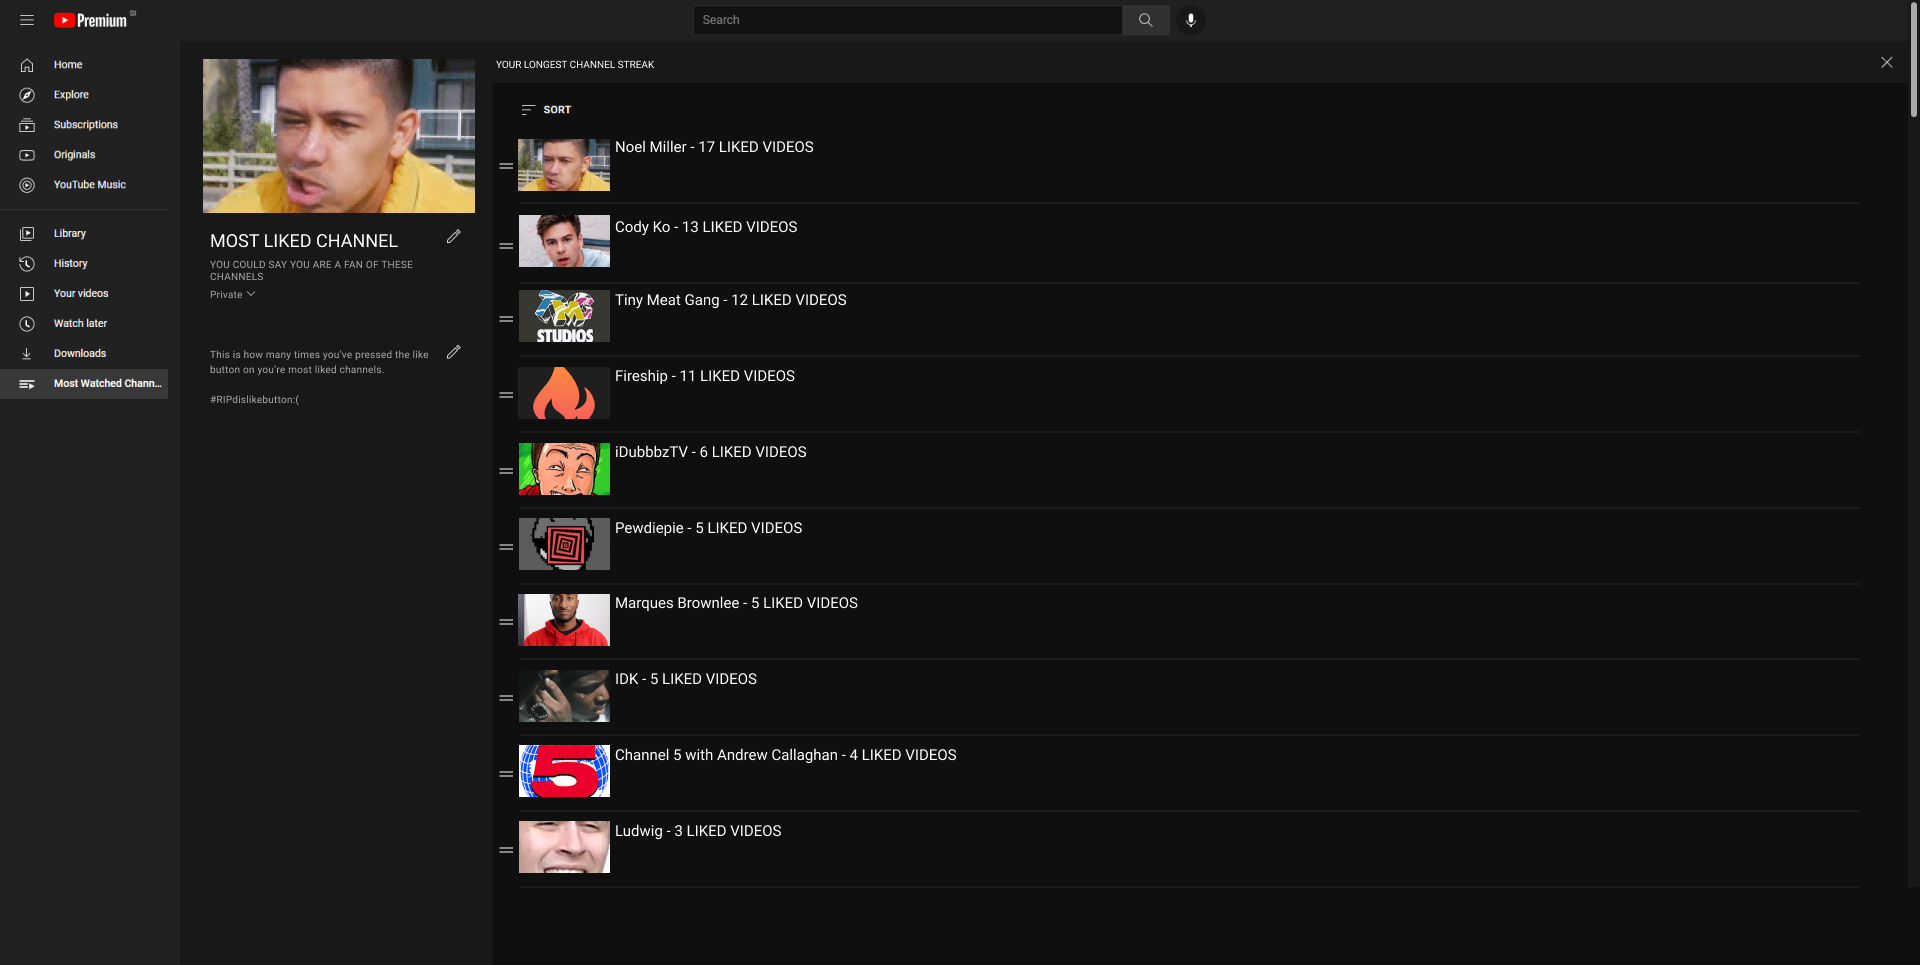 Premium SI
Search
Home
Explore
Subscriptions
Originals
YouTube Music
Library
History
Your videos
Watch later
Downloads
Most Watched Chann...
MOST LIKED CHANNEL
YOU COULD SAY YOU ARE A FAN OF THESE
CHANNELS
Private
This is how many times you've pressed the like
button on you're most liked channels.
#RIPdislikebutton:(
YOUR LONGEST CHANNEL STREAK
SORT
Noel Miller - 17 LIKED VIDEOS
Cody Ko - 13 LIKED VIDEOS
TMG
STUDIOS
Tiny Meat Gang - 12 LIKED VIDEOS
Fireship - 11 LIKED VIDEOS
iDubbbzTV - 6 LIKED VIDEOS
Pewdiepie - 5 LIKED VIDEOS
Marques Brownlee - 5 LIKED VIDEOS
IDK - 5 LIKED VIDEOS
5
Channel 5 with Andrew Callaghan - 4 LIKED VIDEOS
Ludwig - 3 LIKED VIDEOS